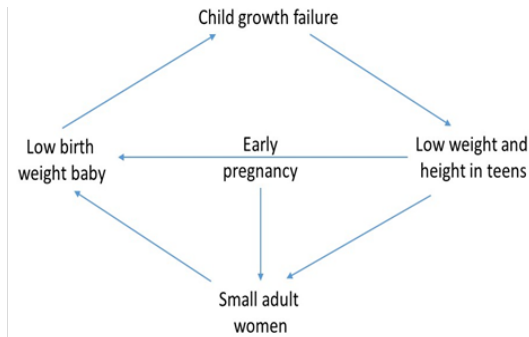 Child growth failure
Low birth
weight baby
Early
pregnancy
Low weight and
height in teens
Small adult
women